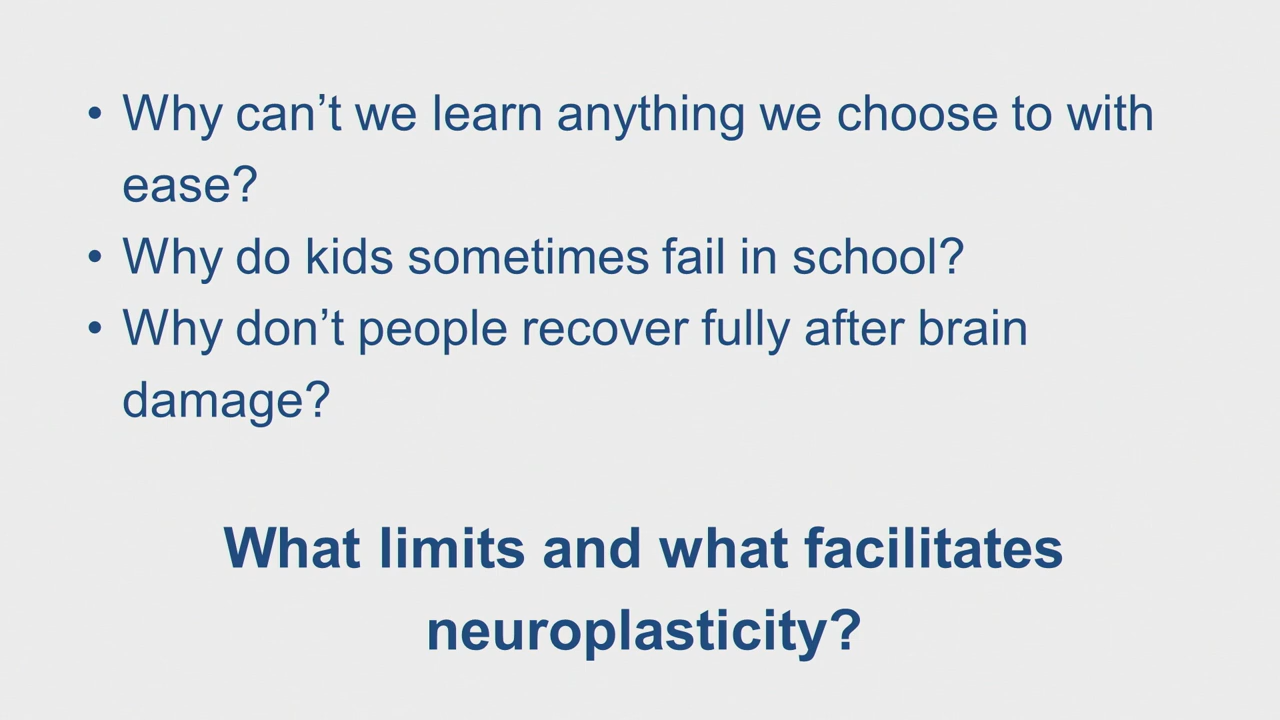 • Why can’t we learn anything we choose to with
ease?
• Why do kids sometimes fail in school?
• Why don’t people recover fully after brain
damage?
What limits and what facilitates
neuroplasticity?